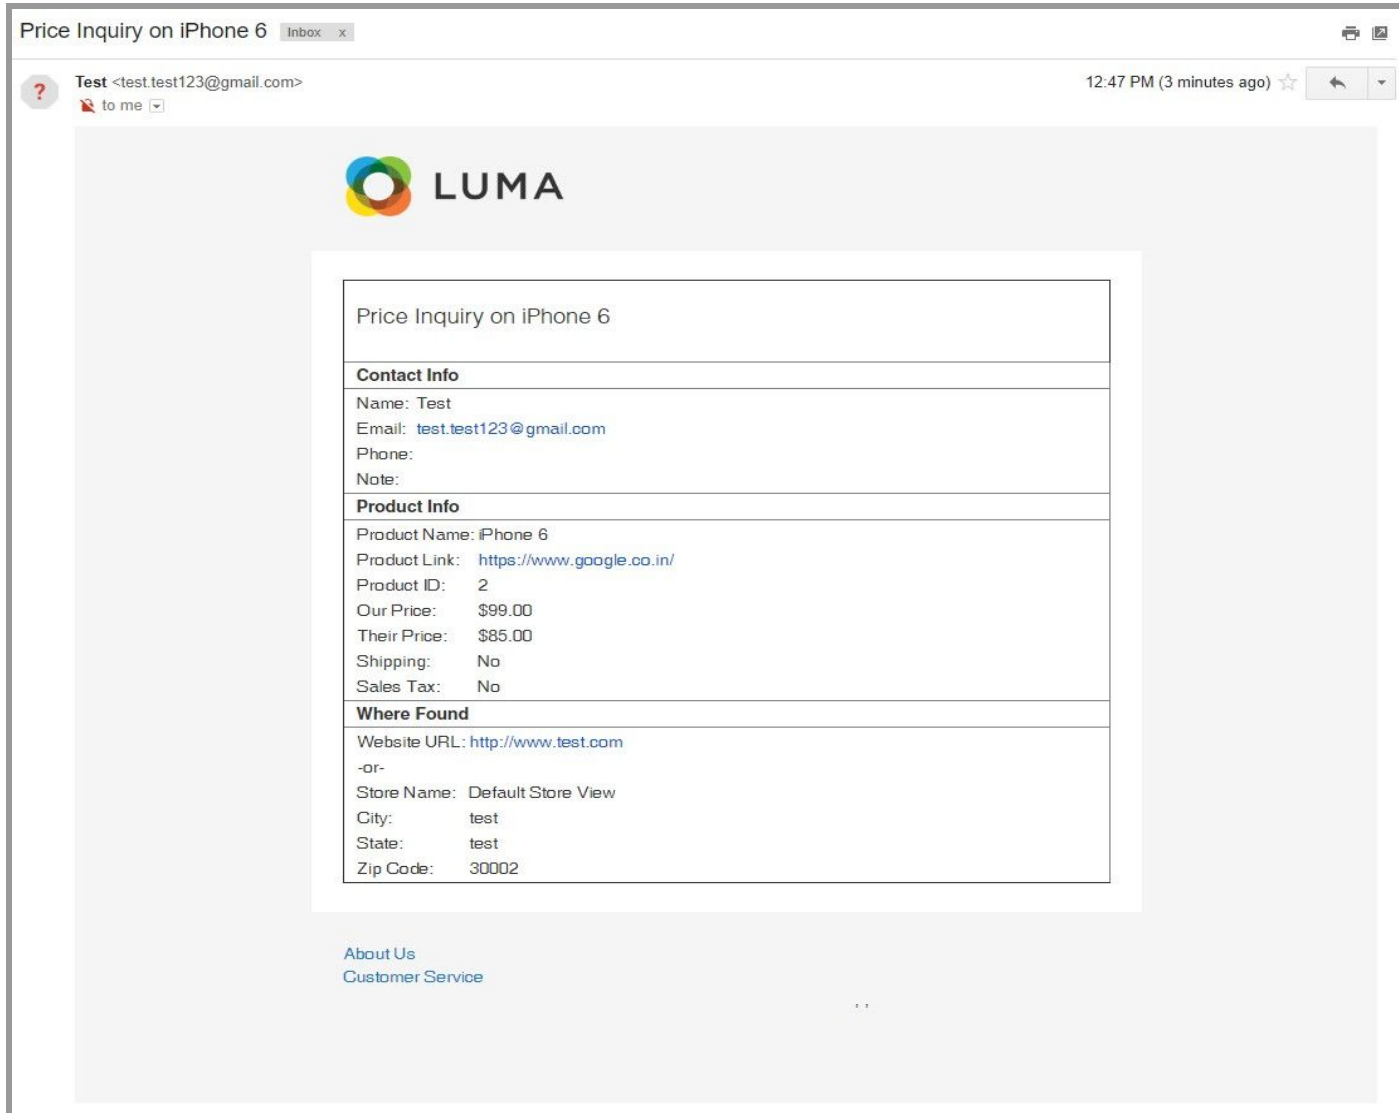 Price Inquiry on iPhone 6 Inbox x
Test <test.test123@gmail.com> 12:47 PM (3 minutes ago)
?
to me
LUMA
Price Inquiry on iPhone 6
Contact Info
Name: Test
Email: test.test123@gmail.com
Phone:
Note:
Product Info
Product Name: iPhone 6
Product Link: https://www.google.co.in/
Product ID: 2
Our Price: $99.00
Their Price: $85.00
Shipping: No
Sales Tax: No
Where Found
Website URL: http://www.test.com
-or-
Store Name: Default Store View
City: test
State: test
Zip Code: 30002
About Us
Customer Service
, ,